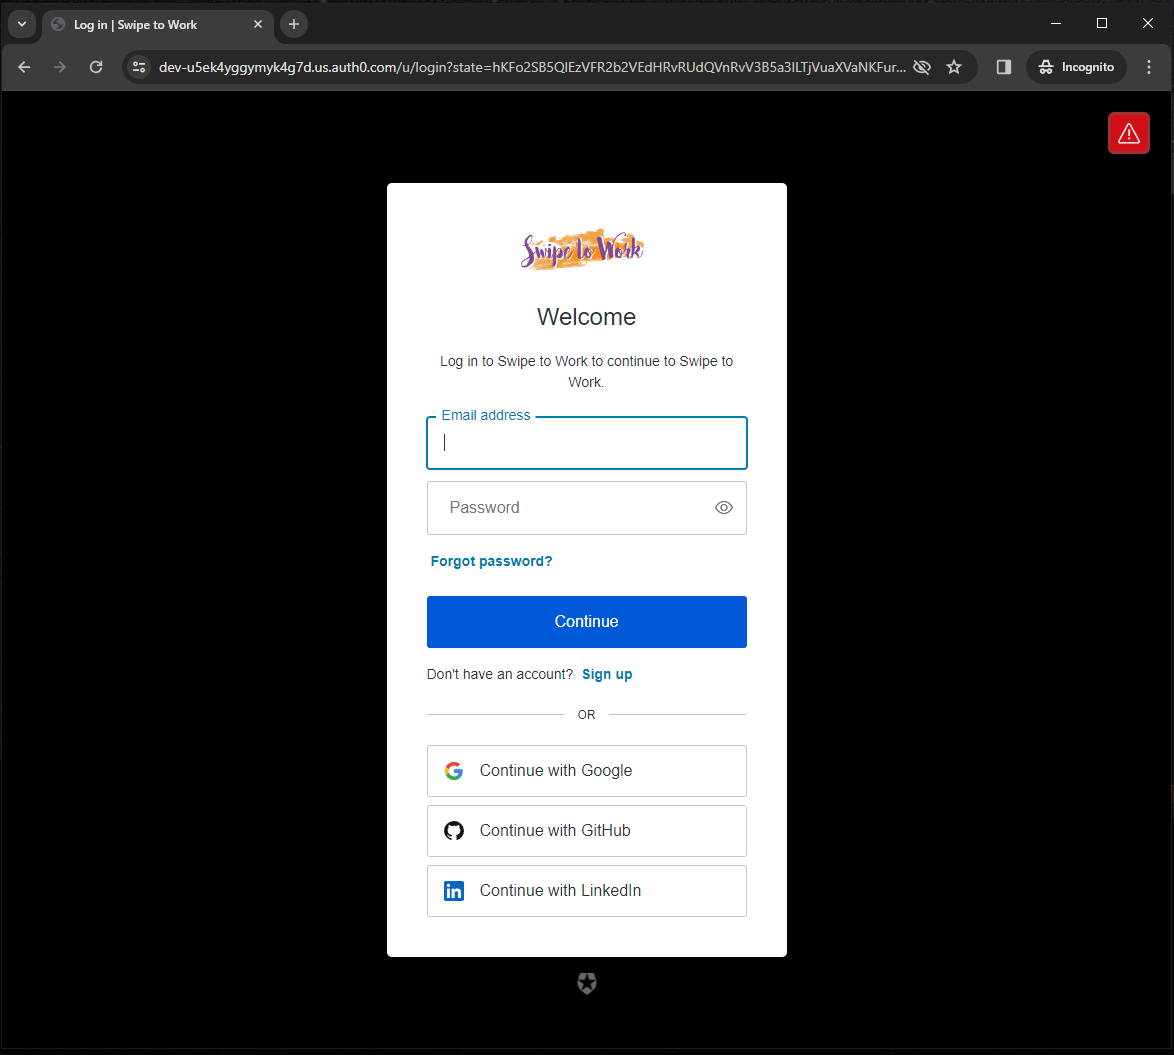 Log in | Swipe to Work
dev-u5ek4yggymyk4g7d.us.auth0.com/u/login?state=hKFo2SB5QlEzVFR2b2VEdHRvRUdQVnRvV3B5a3lLTjVuaXVaNKFur...
Incognito
Swipe to Work
Welcome
Log in to Swipe to Work to continue to Swipe to
Work.
Email address
Password
Forgot password?
Continue
Don't have an account? Sign up
OR
Continue with Google
Continue with GitHub
in Continue with LinkedIn